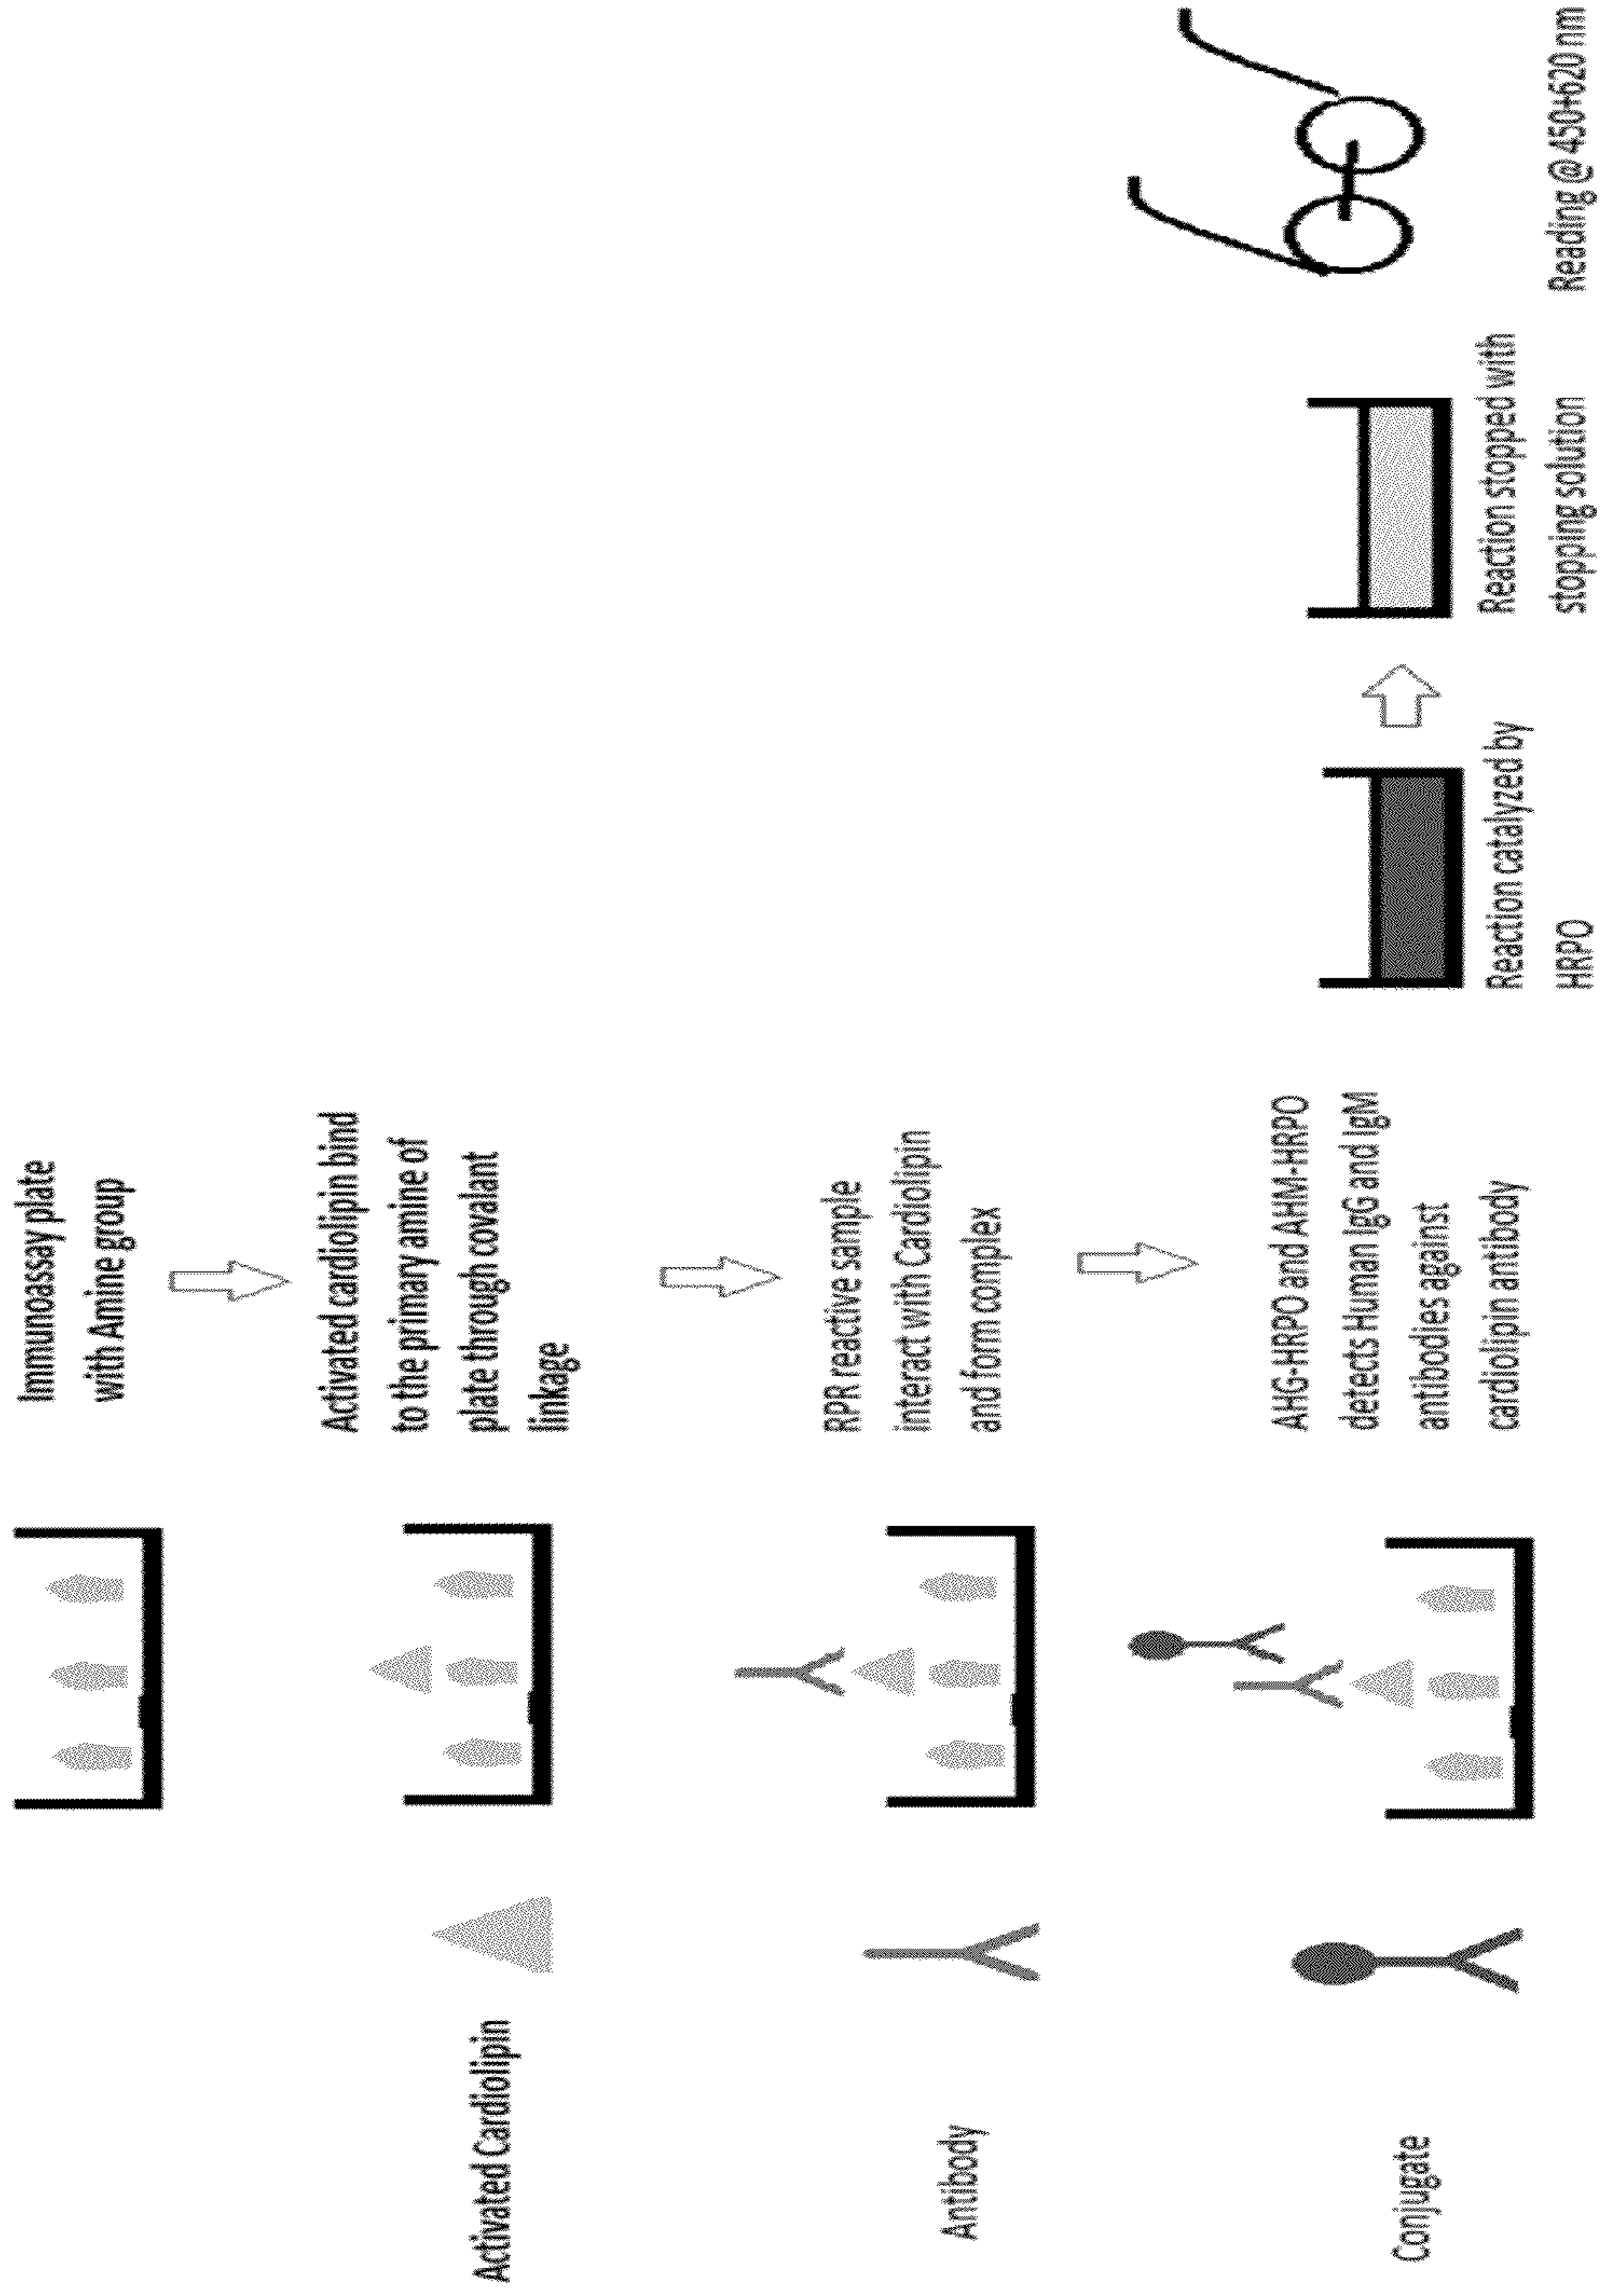 Immunoassay plate
with Amine group
Activated Cardiolipin
Activated cardiolipin bind
to the primary amine of
plate through covalant
linkage
Antibody
RPR reactive sample
interact with Cardiolipin
and form complex
Conjugate
AHG-HRPO and AHM-HRPO
detects Human IgG and IgM
antibodies against
cardiolipin antibody
Reaction catalyzed by
HRPO
Reaction stopped with
stopping solution
Reading @ 450+620 nm